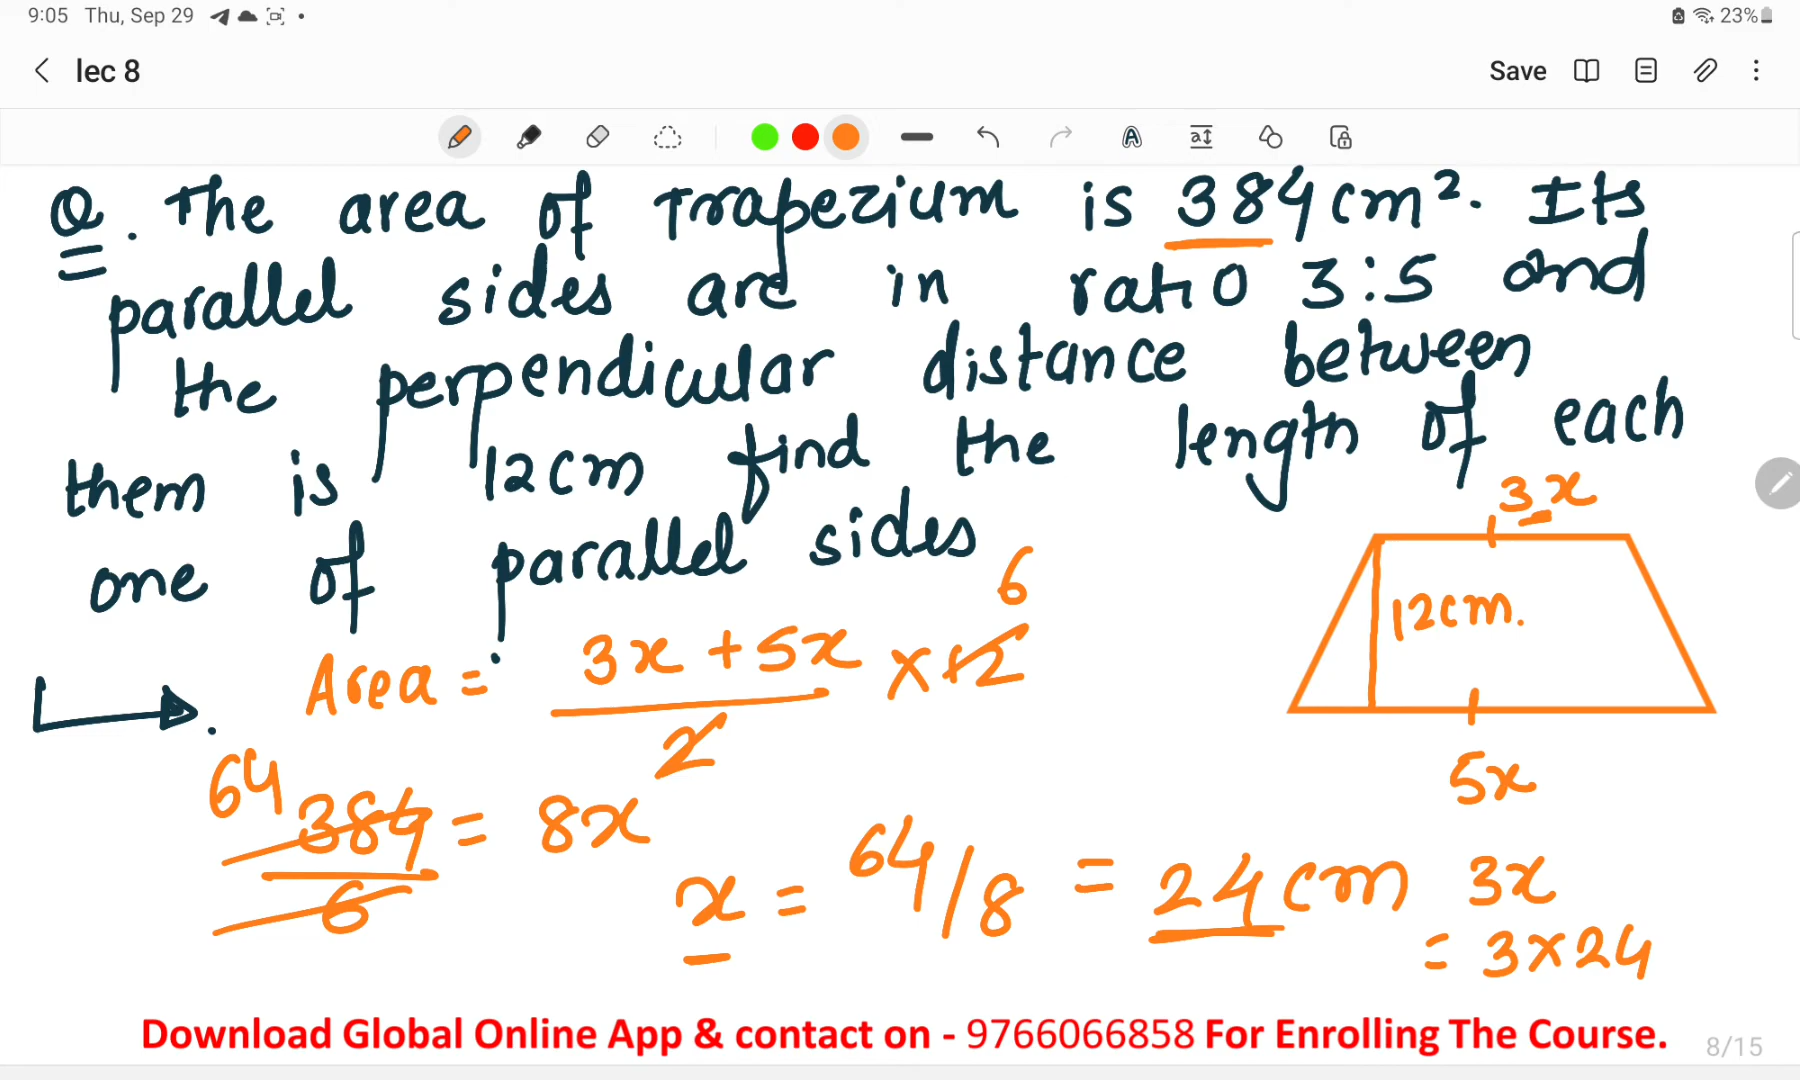 9:05 Thu, Sep 29 23%
lec 8
Save
Q. The area of Trapezium is 384cm². Its
parallel sides are in ratio 3:5 and
the perpendicular distance between
them is 12cm find the length of each
one of parallel sides
3x
12cm.
5x
6
Area = 3x + 5x × 12
2
64 384 = 8x
6
x = 64/8 = 24cm
3x
= 3×24
Download Global Online App & contact on - 9766066858 For Enrolling The Course.
8/15